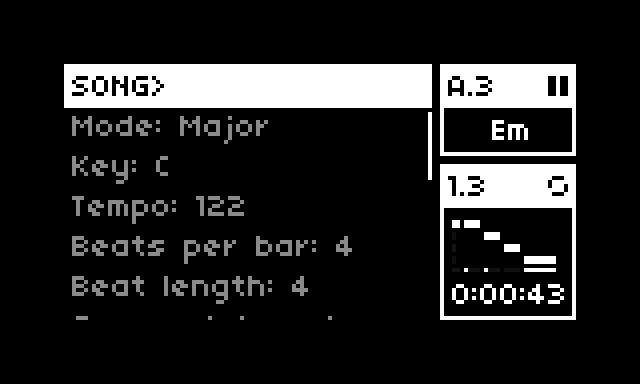 SONG>
Mode: Major
Key: C
Tempo: 122
Beats per bar: 4
Beat length: 4
A.3
Em
1.3
0:00:43